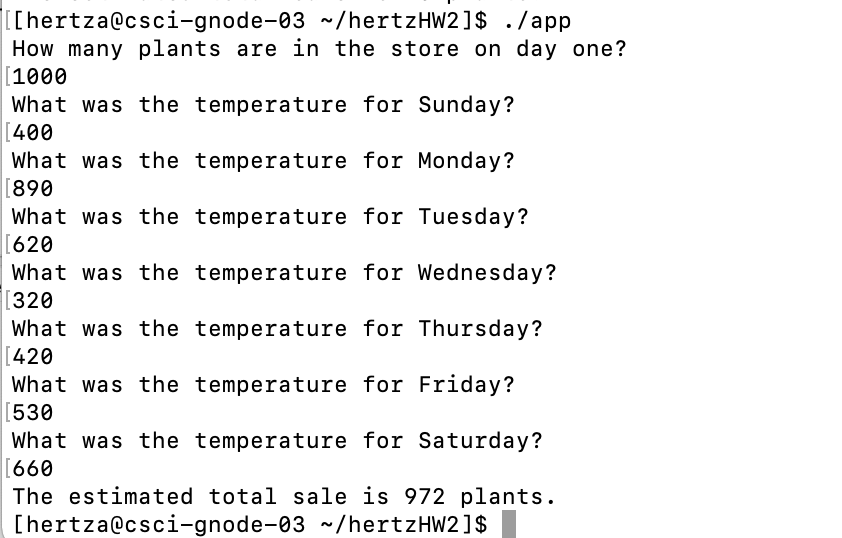 [[hertza@csci-gnode-03 ~/hertzHW2]$ ./app
How many plants are in the store on day one?
[1000
What was the temperature for Sunday?
[400
What was the temperature for Monday?
[890
What was the temperature for Tuesday?
[620
What was the temperature for Wednesday?
[320
What was the temperature for Thursday?
[420
What was the temperature for Friday?
[530
What was the temperature for Saturday?
[660
The estimated total sale is 972 plants.
[hertza@csci-gnode-03 ~/hertzHW2]$